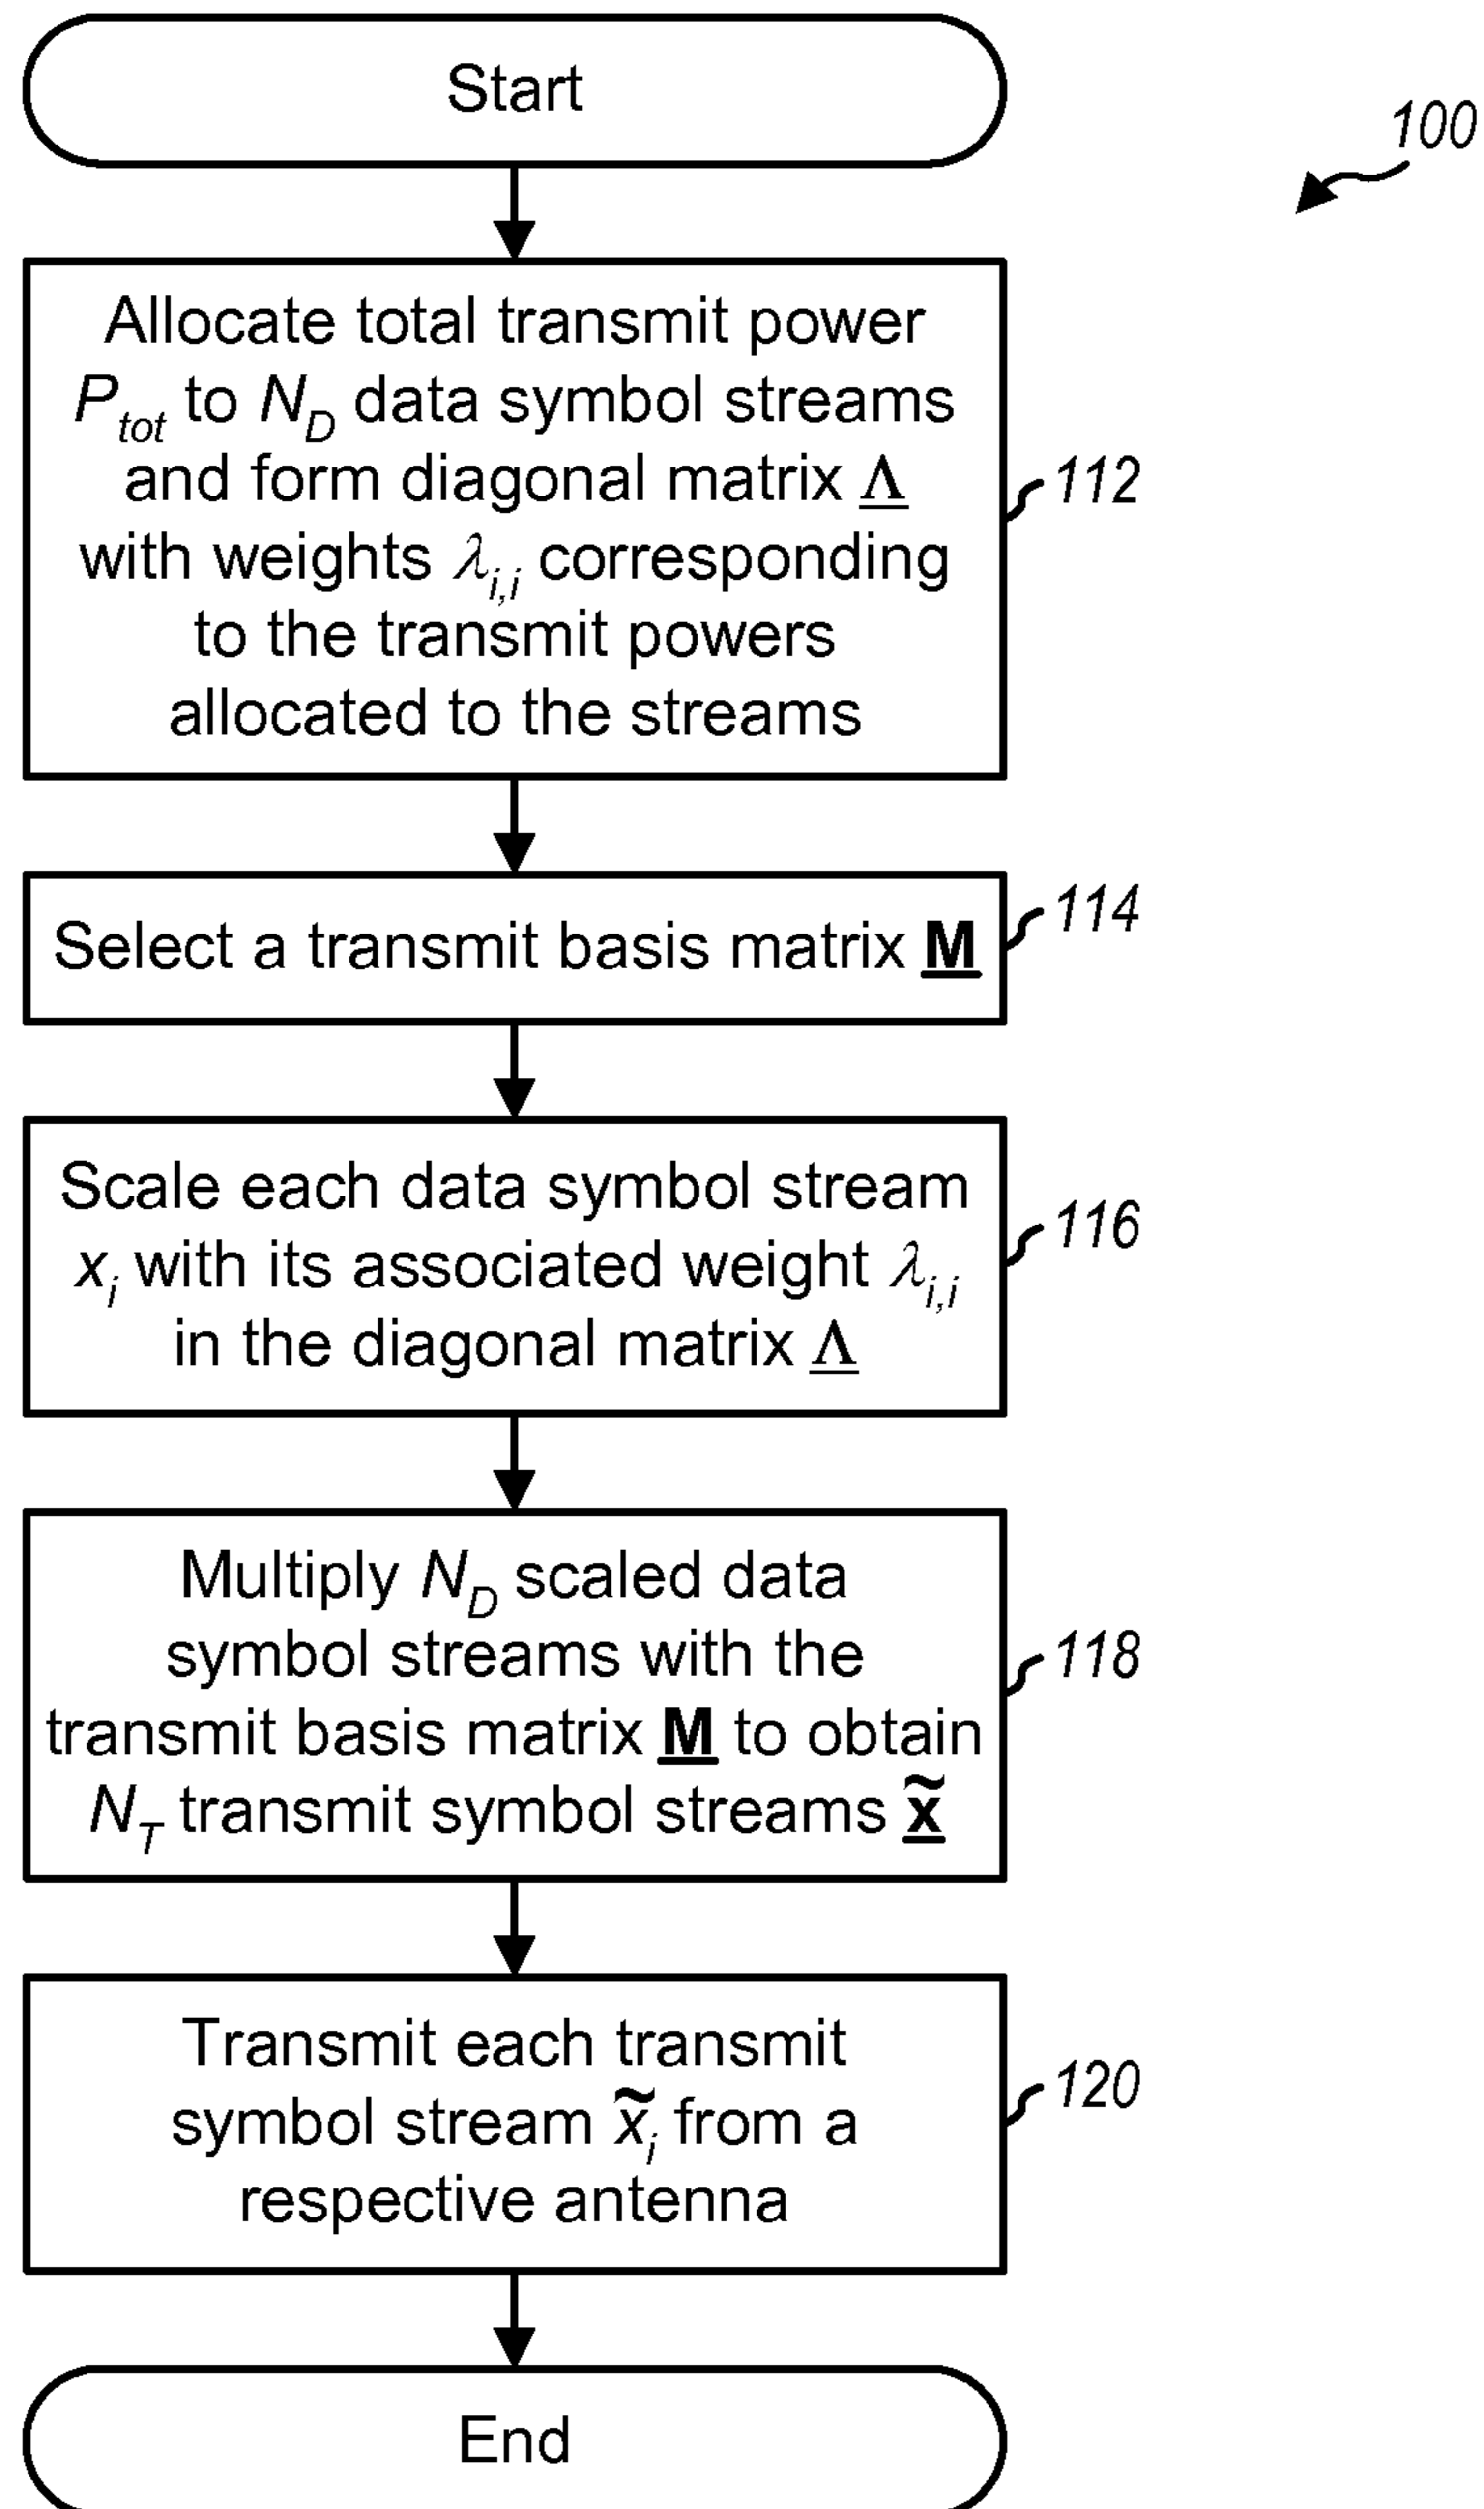 Start
100
Allocate total transmit power
P_tot to N_D data symbol streams
and form diagonal matrix Λ
with weights λ_i,i corresponding
to the transmit powers
allocated to the streams
112
Select a transmit basis matrix M
114
Scale each data symbol stream
x_i with its associated weight λ_i,i
in the diagonal matrix Λ
116
Multiply N_D scaled data
symbol streams with the
transmit basis matrix M to obtain
N_T transmit symbol streams x̃
118
Transmit each transmit
symbol stream x̃_i from a
respective antenna
120
End